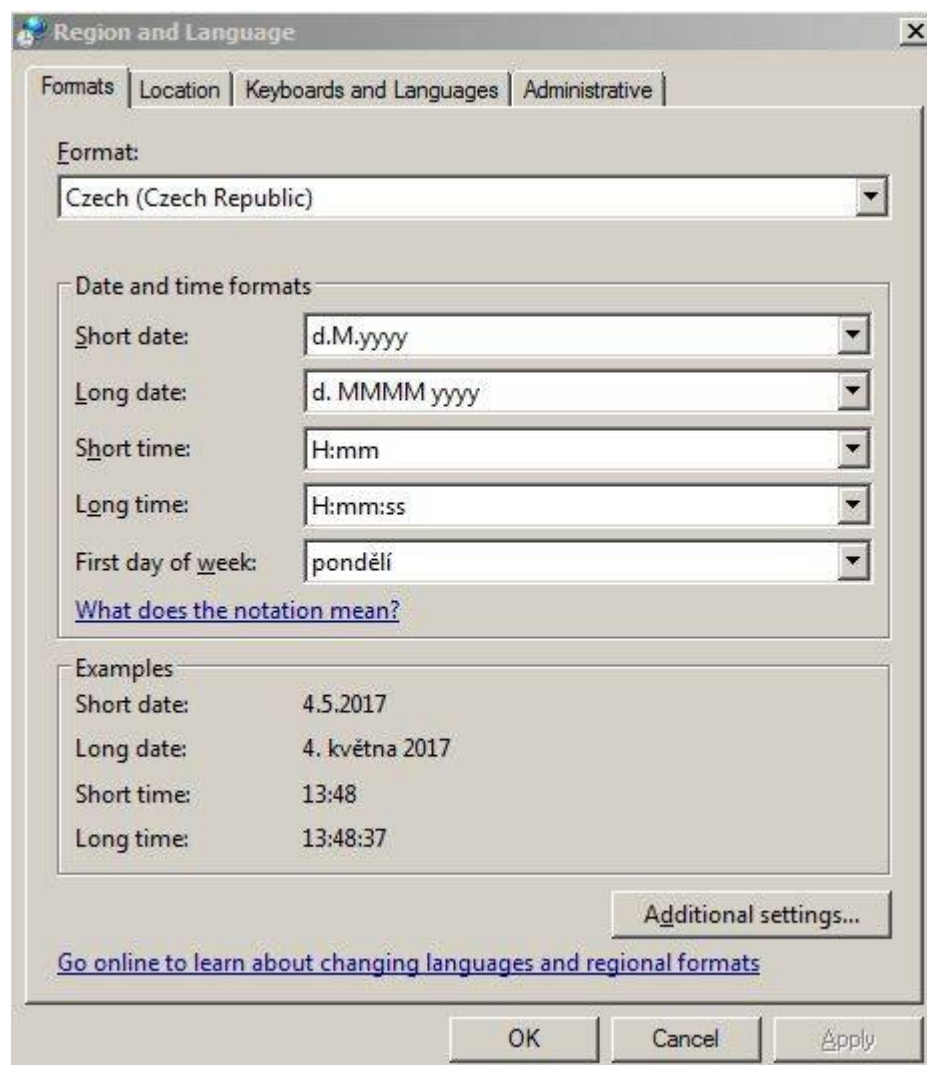 Region and Language
Formats Location Keyboards and Languages Administrative
Format:
Czech (Czech Republic)
Date and time formats
Short date: d.M.yyyy
Long date: d. MMMM yyyy
Short time: H:mm
Long time: H:mm:ss
First day of week: pondělí
What does the notation mean?
Examples
Short date: 4.5.2017
Long date: 4. května 2017
Short time: 13:48
Long time: 13:48:37
Additional settings...
Go online to learn about changing languages and regional formats
OK Cancel Apply